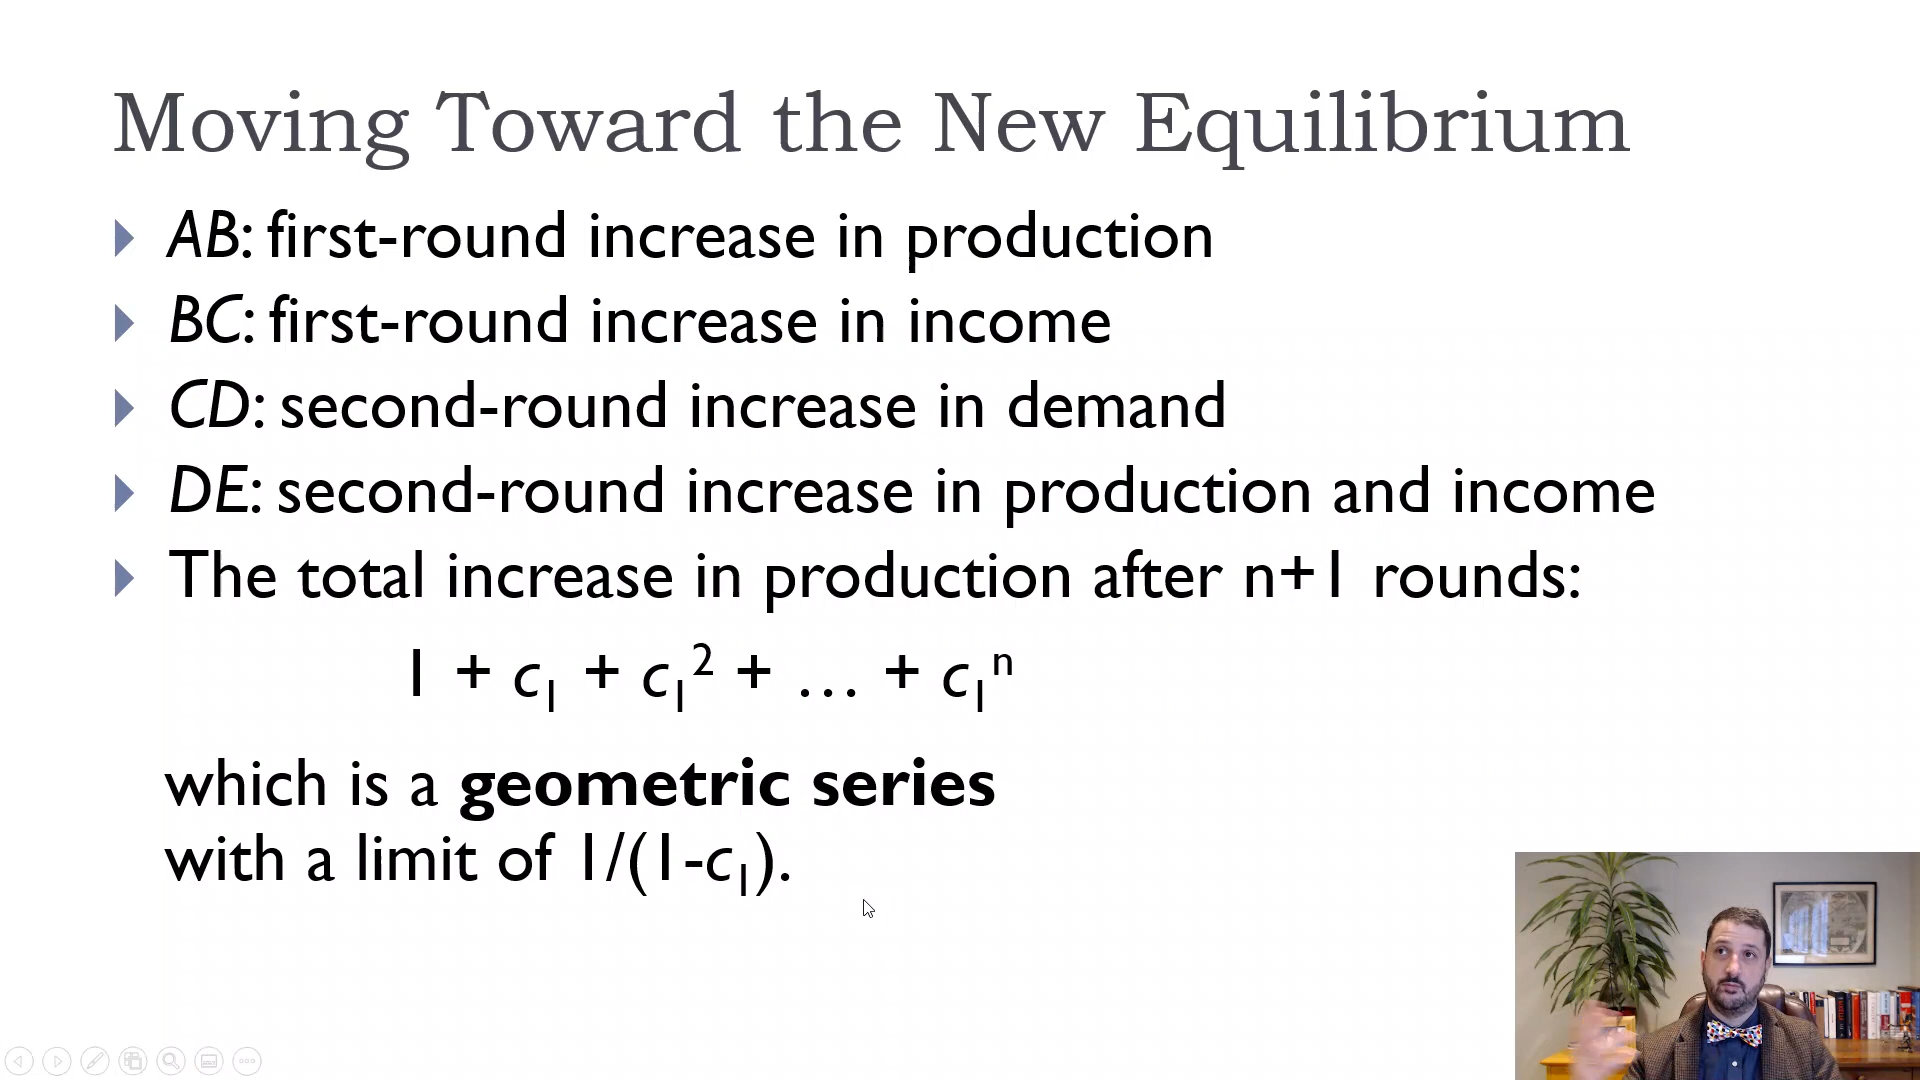 Moving Toward the New Equilibrium
AB: first-round increase in production
BC: first-round increase in income
CD: second-round increase in demand
DE: second-round increase in production and income
The total increase in production after n+1 rounds:
1 + c₁ + c₁² + … + c₁ⁿ
which is a geometric series
with a limit of 1/(1-c₁).